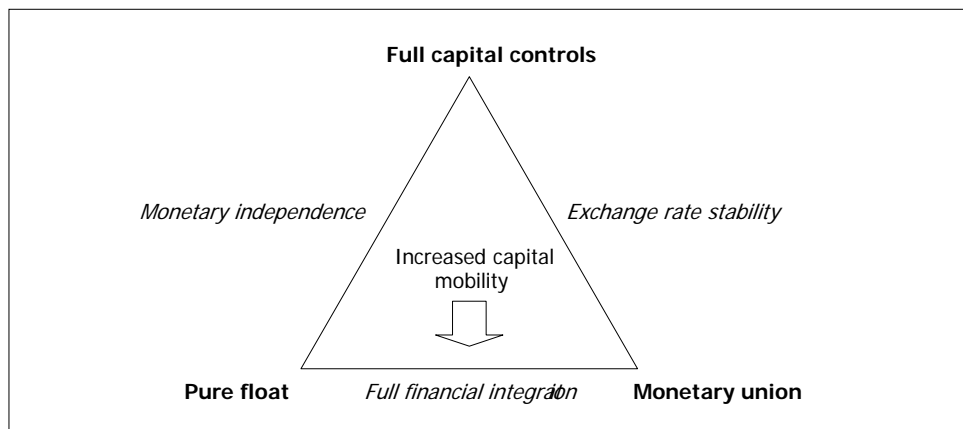 Full capital controls
Monetary independence
Exchange rate stability
Increased capital
mobility
Pure float
Full financial integration
Monetary union